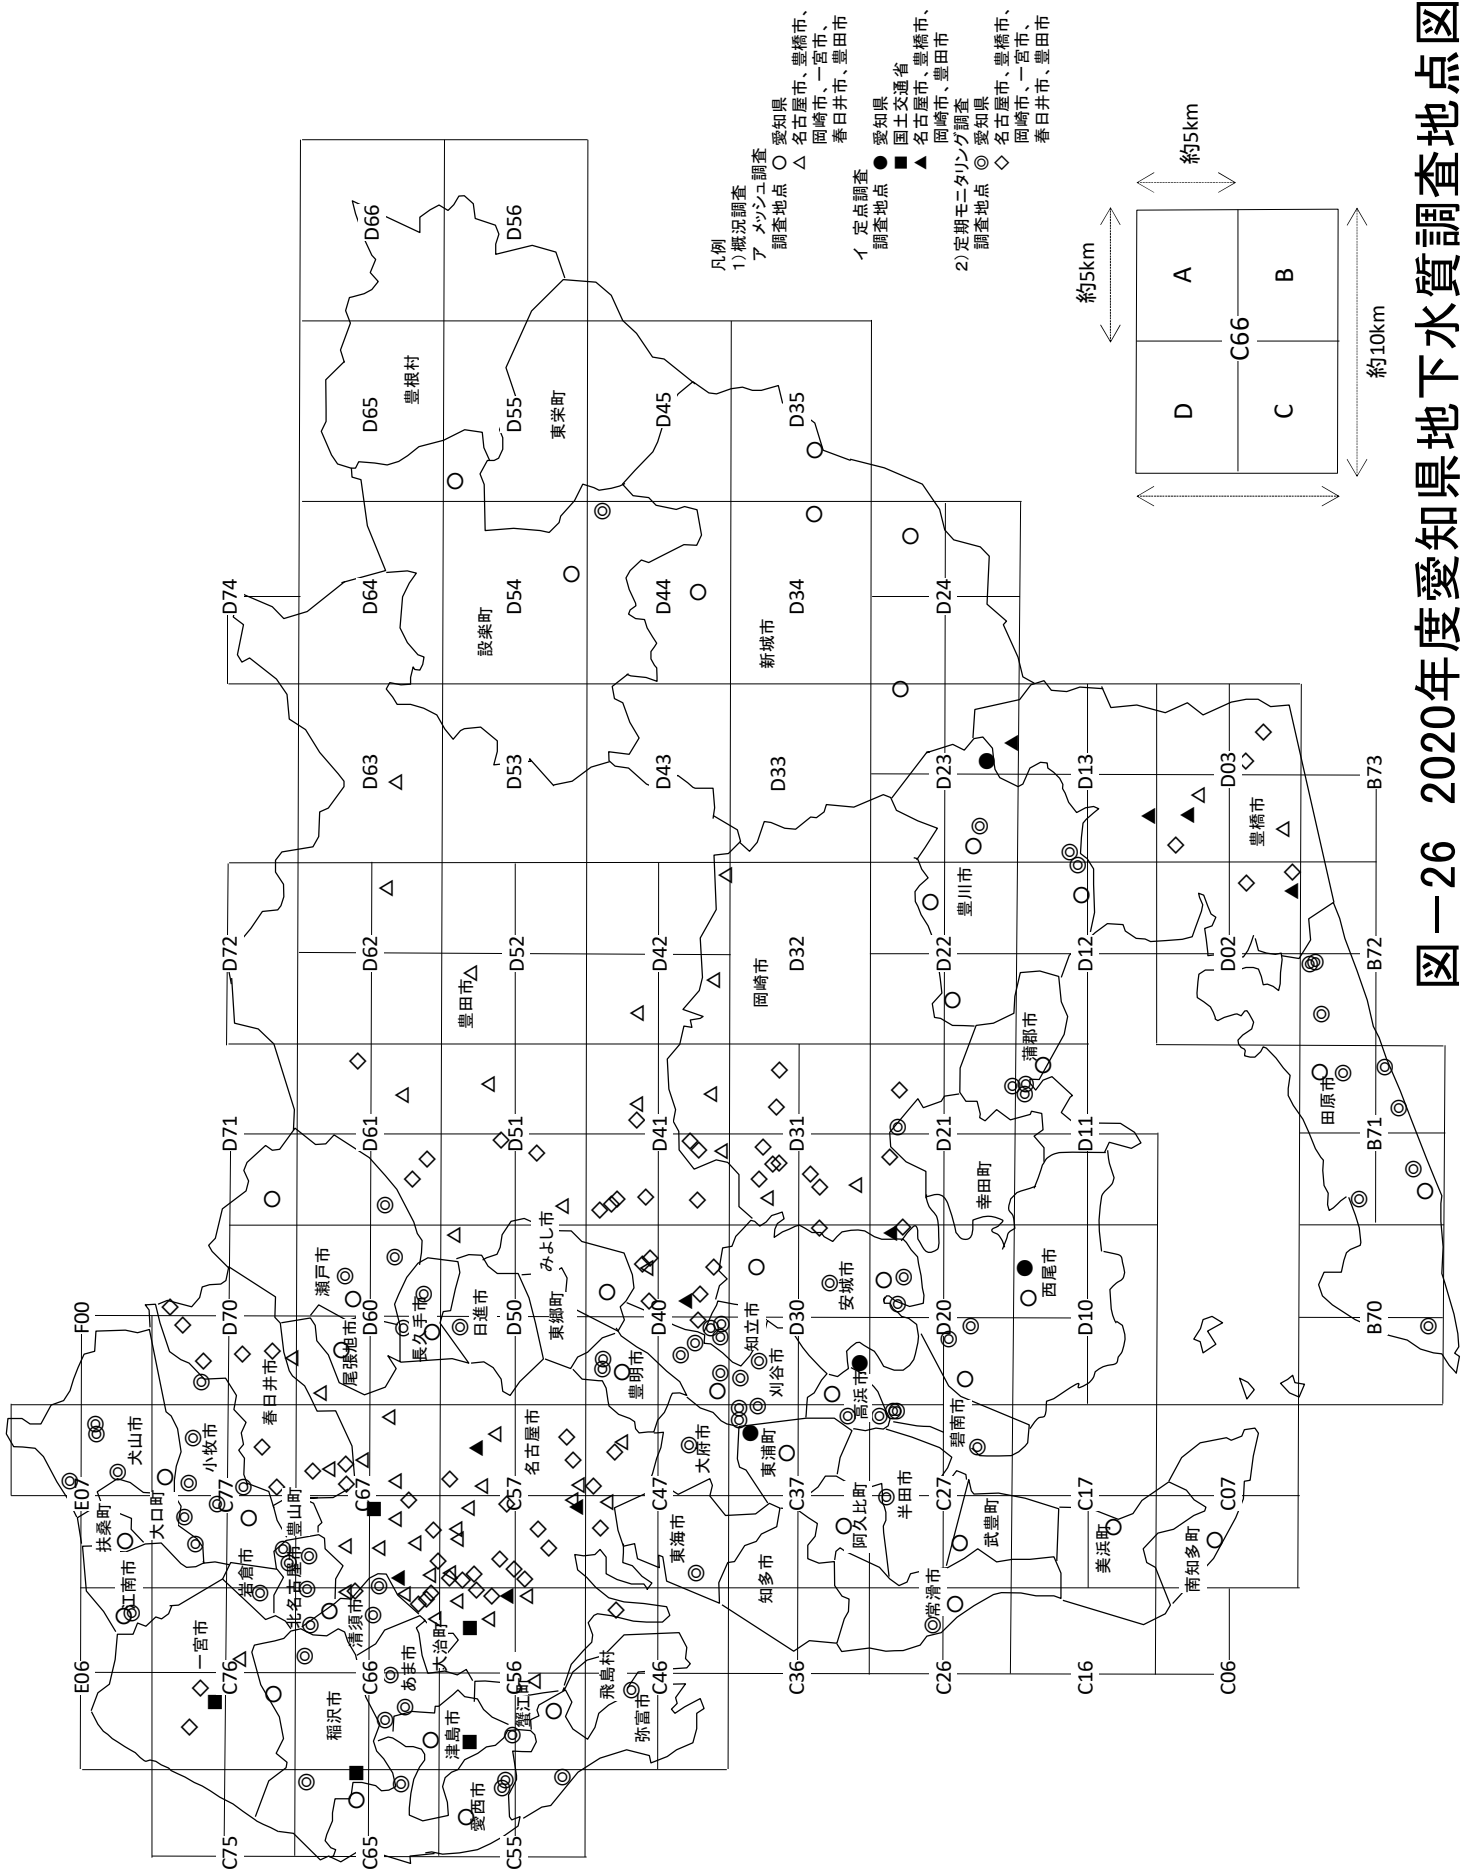 図－26　2020年度愛知県地下水質調査地点図
凡例
1)概況調査
ア　メッシュ調査
調査地点　○　愛知県
△　名古屋市、豊橋市、
岡崎市、一宮市、
春日井市、豊田市
イ　定点調査
調査地点　●　愛知県
■　国土交通省
▲　名古屋市、豊橋市、
岡崎市、豊田市
2)定期モニタリング調査
調査地点　◎　愛知県
◇　名古屋市、豊橋市、
岡崎市、一宮市、
春日井市、豊田市
約5km
約5km
D
A
C66
C
B
約10km
E06
E07
F00
扶桑町
犬山市
江南市
大口町
一宮市
小牧市
C75
C76
C77
D70
D71
D72
D74
岩倉市
春日井市
豊山町
北名古屋市
瀬戸市
稲沢市
清須市
尾張旭市
C65
C66
C67
D60
D61
D62
D63
D64
D65
D66
あま市
長久手市
豊根村
大治町
津島市
愛西市
日進市
豊田市
設楽町
C55
C56
C57
D50
D51
D52
D53
D54
D55
D56
蟹江町
名古屋市
みよし市
東郷町
東栄町
飛島村
弥富市
豊明市
C46
C47
D40
D41
D42
D43
D44
D45
東海市
大府市
知立市
岡崎市
新城市
知多市
東浦町
刈谷市
C36
C37
D30
D31
D32
D33
D34
D35
阿久比町
高浜市
安城市
半田市
常滑市
C26
C27
D20
D21
D22
D23
D24
碧南市
豊川市
武豊町
幸田町
西尾市
蒲郡市
C16
C17
D10
D11
D12
D13
美浜町
南知多町
C06
C07
D02
D03
豊橋市
田原市
B70
B71
B72
B73